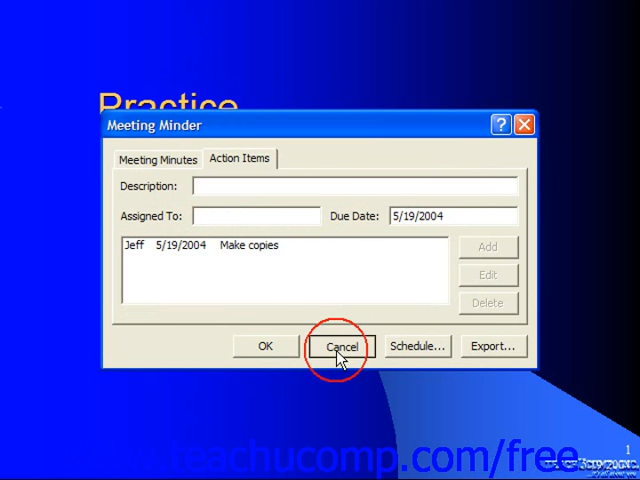 Practice
Meeting Minder
Meeting Minutes
Action Items
Description:
Assigned To:
Due Date: 5/19/2004
Jeff 5/19/2004 Make copies
Add
Edit
Delete
OK
Cancel
Schedule...
Export...
1
www.teachucomp.com/free